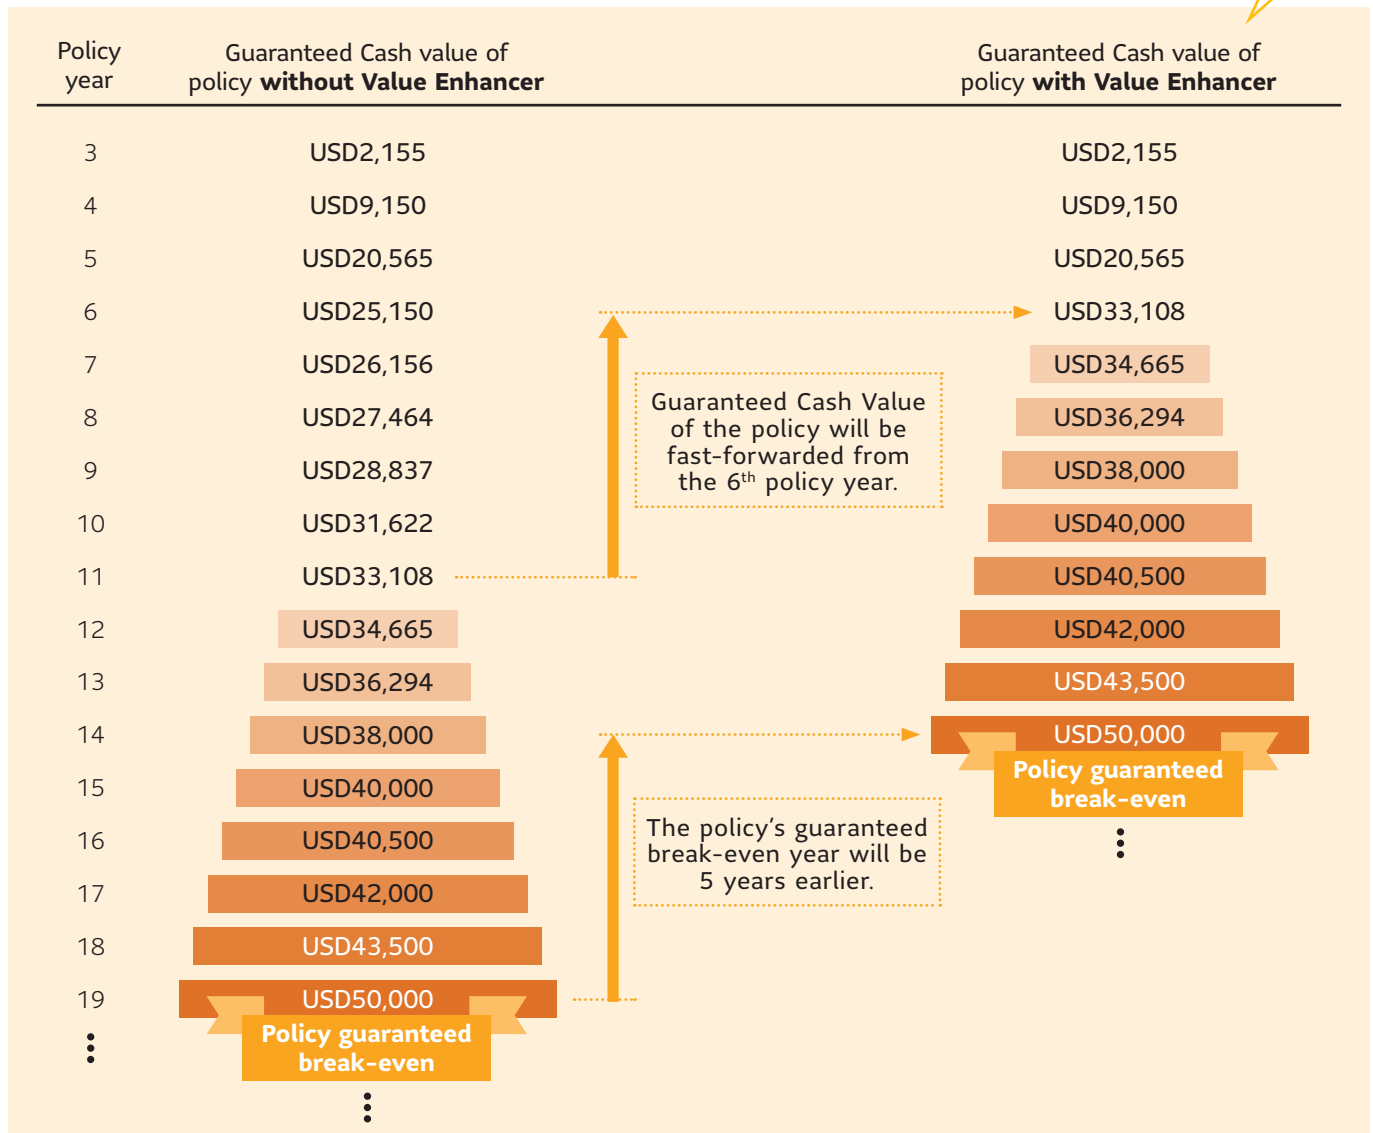 Policy
year
Guaranteed Cash value of
policy without Value Enhancer
Guaranteed Cash value of
policy with Value Enhancer
3 USD2,155 USD2,155
4 USD9,150 USD9,150
5 USD20,565 USD20,565
6 USD25,150 USD33,108
7 USD26,156 USD34,665
8 USD27,464 USD36,294
9 USD28,837 USD38,000
10 USD31,622 USD40,000
11 USD33,108 USD40,500
12 USD34,665 USD42,000
13 USD36,294 USD43,500
14 USD38,000 USD50,000
15 USD40,000
16 USD40,500
17 USD42,000
18 USD43,500
19 USD50,000
Policy guaranteed
break-even
Guaranteed Cash Value
of the policy will be
fast-forwarded from
the 6th policy year.
The policy's guaranteed
break-even year will be
5 years earlier.
Policy guaranteed
break-even